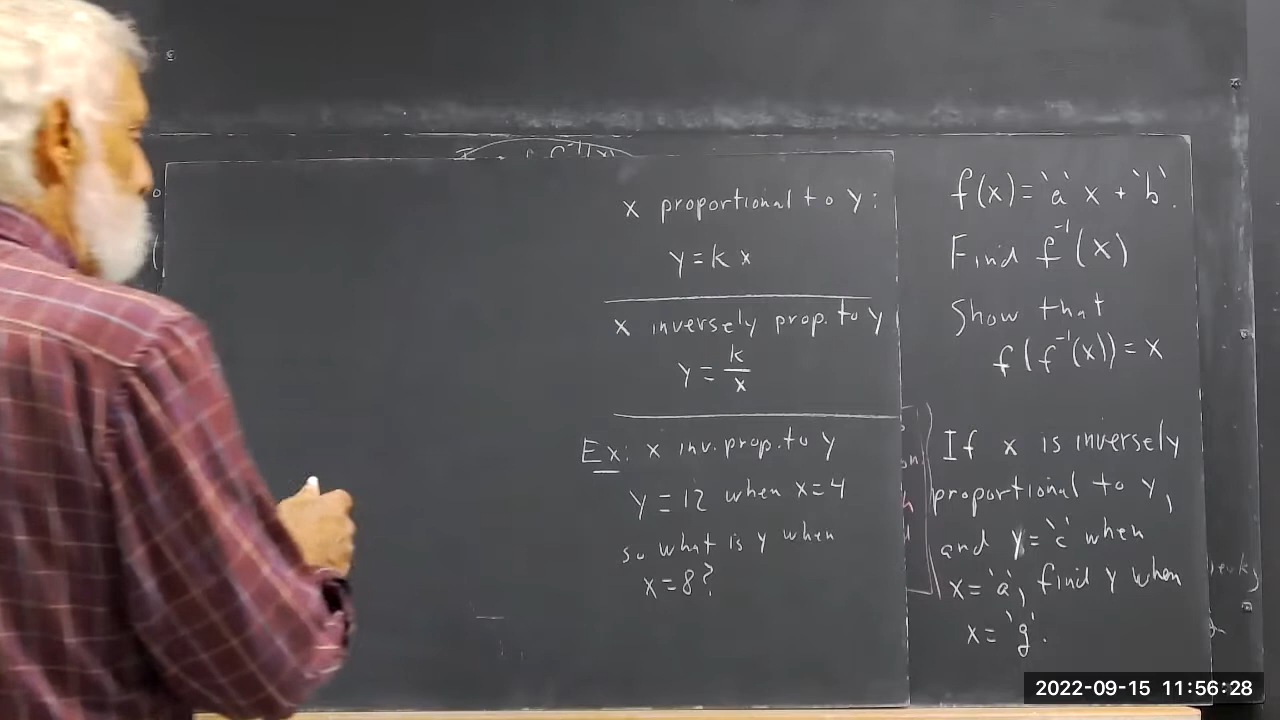 x proportional to y:
y = k x
x inversely prop. to y
y = k/x
Ex: x inv. prop. to y
y = 12 when x = 4
so what is y when
x = 8?
f(x) = 'a' x + 'b'.
Find f⁻¹(x)
Show that
f(f⁻¹(x)) = x
If x is inversely
proportional to y,
and y = 'c' when
x = 'a', find y when
x = 'g'.
2022-09-15 11:56:28